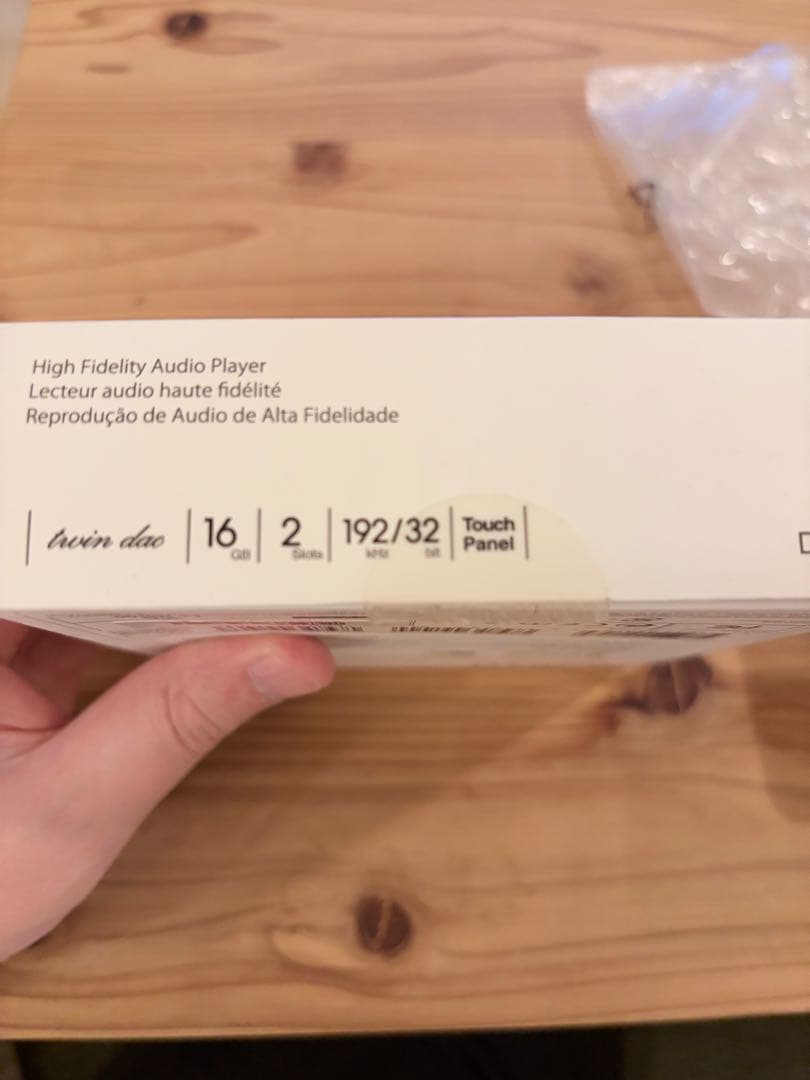 High Fidelity Audio Player
Lecteur audio haute fidélité
Reprodução de Audio de Alta Fidelidade
twin dac | 16 GB | 2 Slots | 192/32 kHz bit | Touch Panel